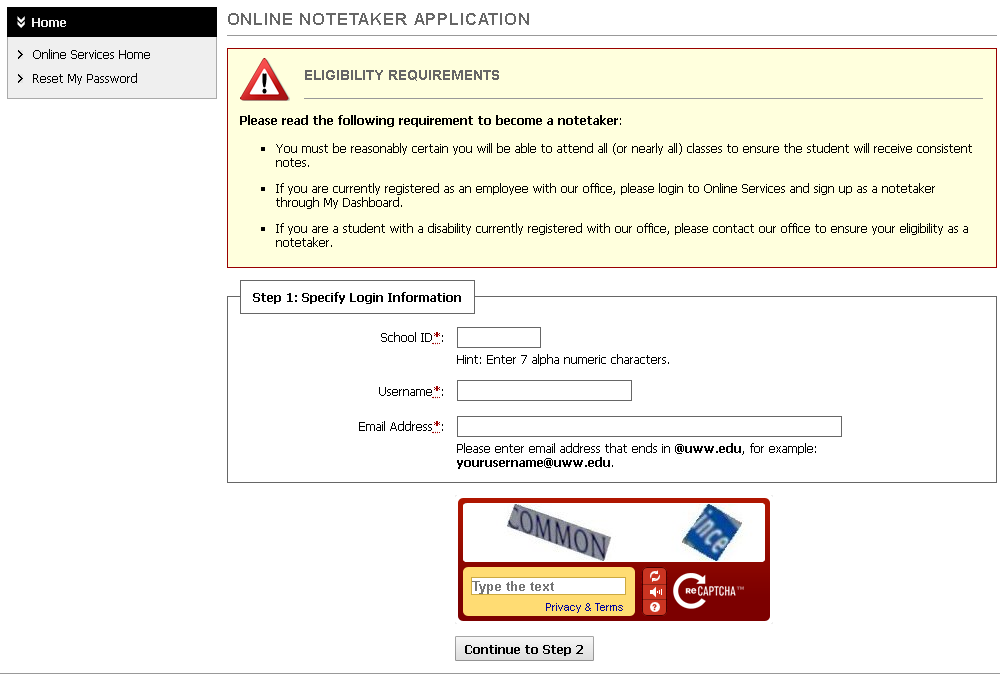 Home
Online Services Home
Reset My Password
ONLINE NOTETAKER APPLICATION
ELIGIBILITY REQUIREMENTS
Please read the following requirement to become a notetaker:
You must be reasonably certain you will be able to attend all (or nearly all) classes to ensure the student will receive consistent
notes.
If you are currently registered as an employee with our office, please login to Online Services and sign up as a notetaker
through My Dashboard.
If you are a student with a disability currently registered with our office, please contact our office to ensure your eligibility as a
notetaker.
Step 1: Specify Login Information
School ID*:
Hint: Enter 7 alpha numeric characters.
Username*:
Email Address*:
Please enter email address that ends in @uww.edu, for example:
yourusername@uww.edu.
COMMON ince
Type the text
Privacy & Terms
reCAPTCHA™
Continue to Step 2